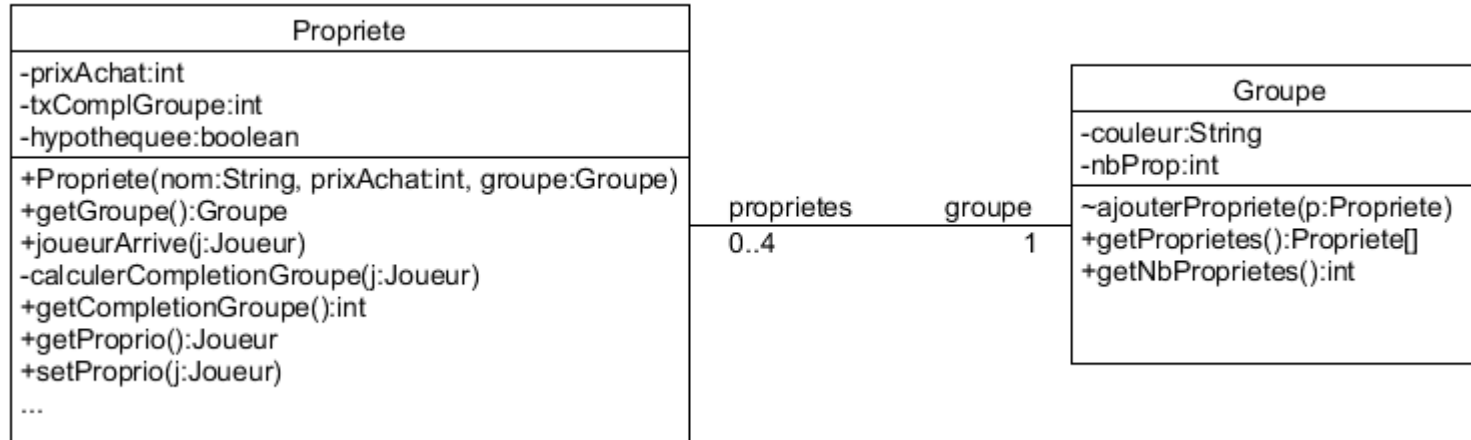 Propriete
-prixAchat:int
-txComplGroupe:int
-hypothequee:boolean
+Propriete(nom:String, prixAchat:int, groupe:Groupe)
+getGroupe():Groupe
+joueurArrive(j:Joueur)
-calculerCompletionGroupe(j:Joueur)
+getCompletionGroupe():int
+getProprio():Joueur
+setProprio(j:Joueur)
...
proprietes groupe
0..4 1
Groupe
-couleur:String
-nbProp:int
~ajouterPropriete(p:Propriete)
+getProprietes():Propriete[]
+getNbProprietes():int